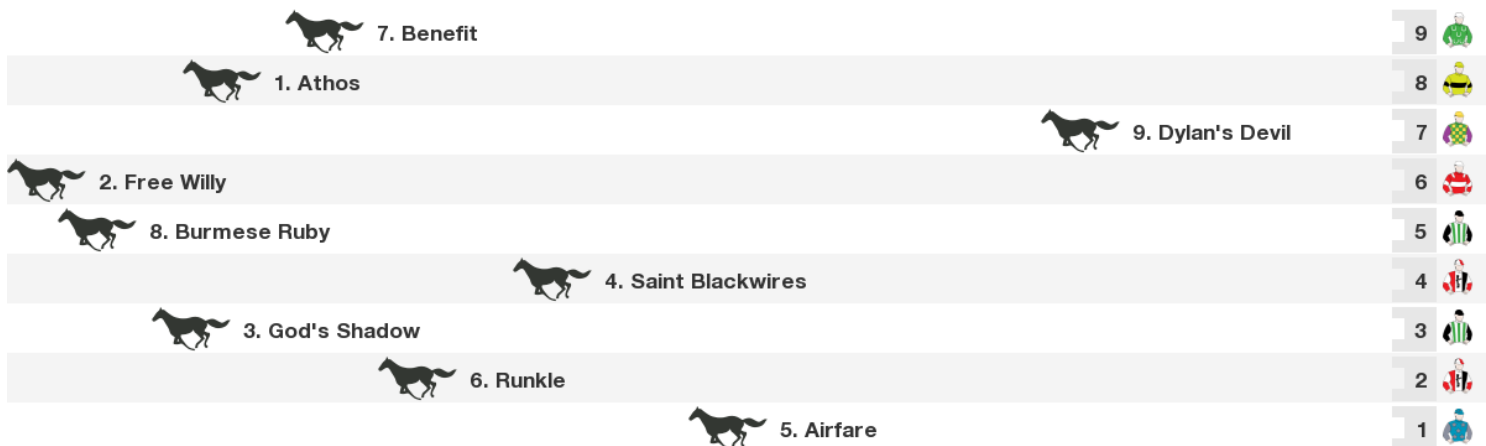 7. Benefit 9
1. Athos 8
9. Dylan's Devil 7
2. Free Willy 6
8. Burmese Ruby 5
4. Saint Blackwires 4
3. God's Shadow 3
6. Runkle 2
5. Airfare 1